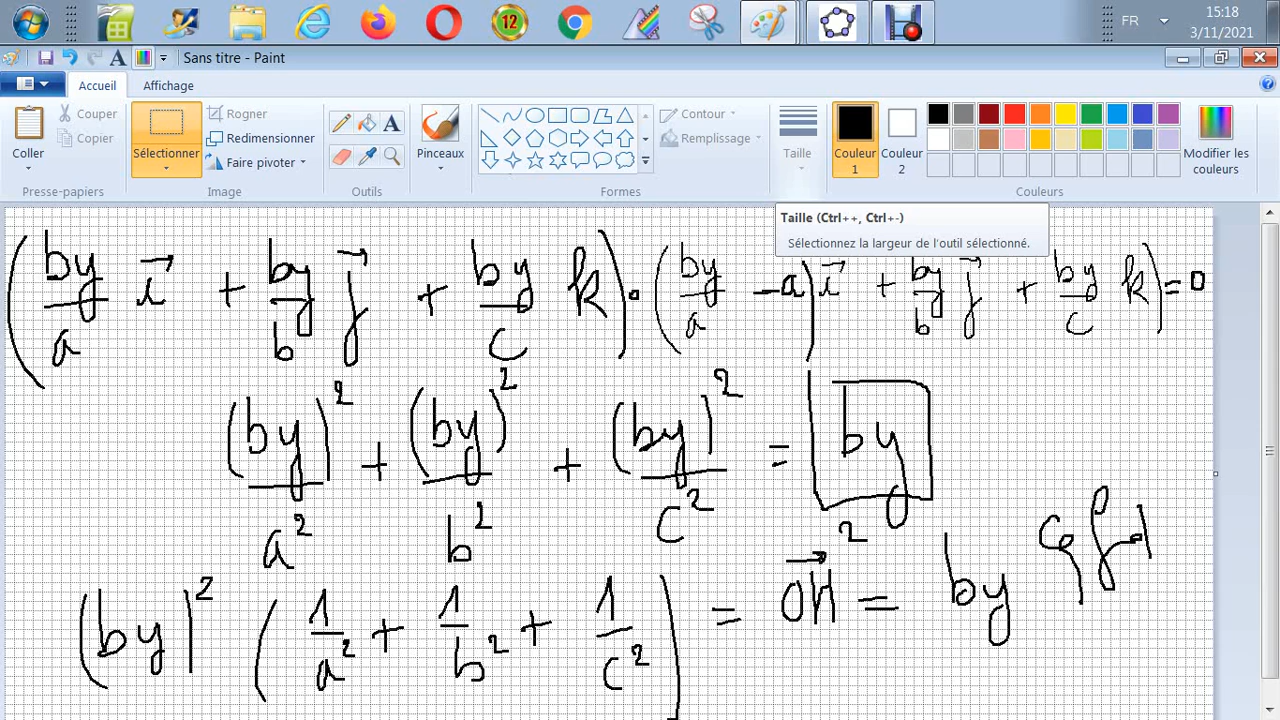 FR
15:18
3/11/2021
12
Sans titre - Paint
Accueil Affichage
Coller
Couper
Copier
Presse-papiers
Sélectionner
Rogner
Redimensionner
Faire pivoter
Image
Outils
Pinceaux
Contour
Remplissage
Formes
Taille
Couleur 1
Couleur 2
Modifier les couleurs
Couleurs
Taille (Ctrl++, Ctrl+-)
Sélectionnez la largeur de l'outil sélectionné.
(by/a i⃗ + by/b j⃗ + by/c k) • (by/a - a) i⃗ + by/b j⃗ + by/c k) = 0
(by)²/a² + (by)²/b² + (by)²/c² = by
(by)² (1/a² + 1/b² + 1/c²) = OH⃗² = by cqfd